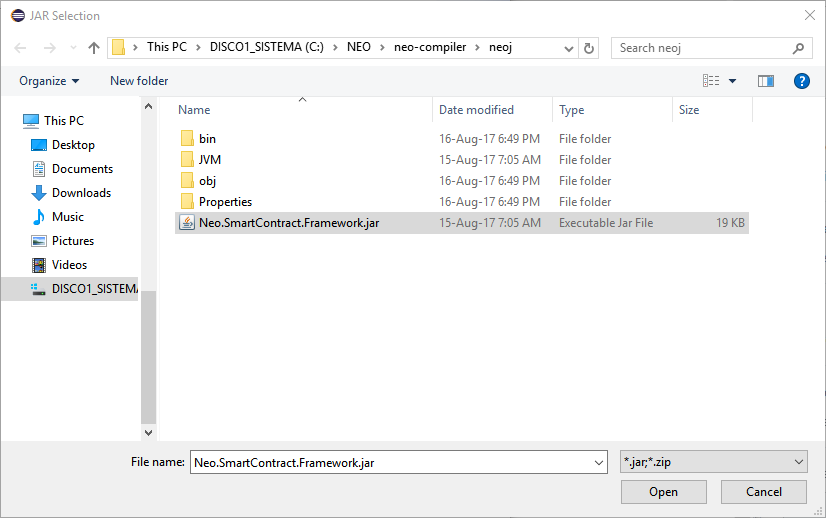 JAR Selection
This PC > DISCO1_SISTEMA (C:) > NEO > neo-compiler > neoj
Search neoj
Organize
New folder
?
This PC
Desktop
Documents
Downloads
Music
Pictures
Videos
DISCO1_SISTEMA
Name Date modified Type Size
bin 16-Aug-17 6:49 PM File folder
JVM 15-Aug-17 7:05 AM File folder
obj 16-Aug-17 6:49 PM File folder
Properties 16-Aug-17 6:49 PM File folder
Neo.SmartContract.Framework.jar 15-Aug-17 7:05 AM Executable Jar File 19 KB
File name: Neo.SmartContract.Framework.jar *.jar;*.zip
Open Cancel